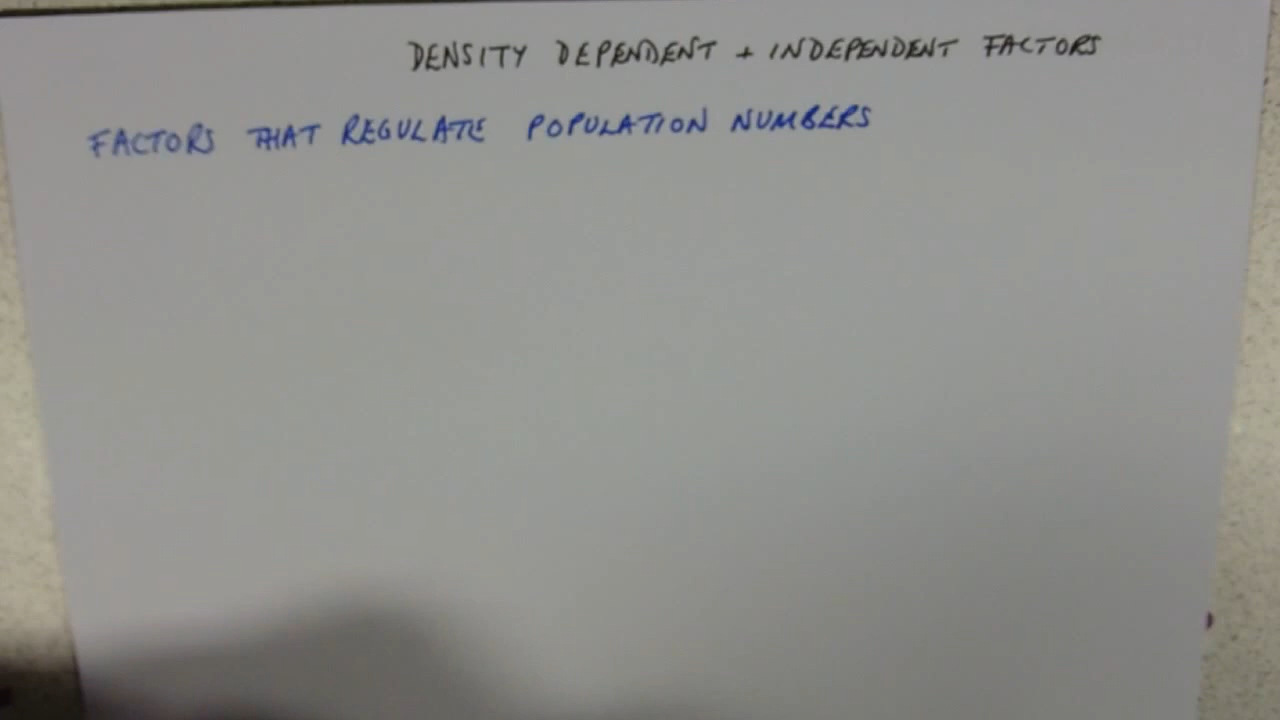 DENSITY DEPENDENT + INDEPENDENT FACTORS
FACTORS THAT REGULATE POPULATION NUMBERS